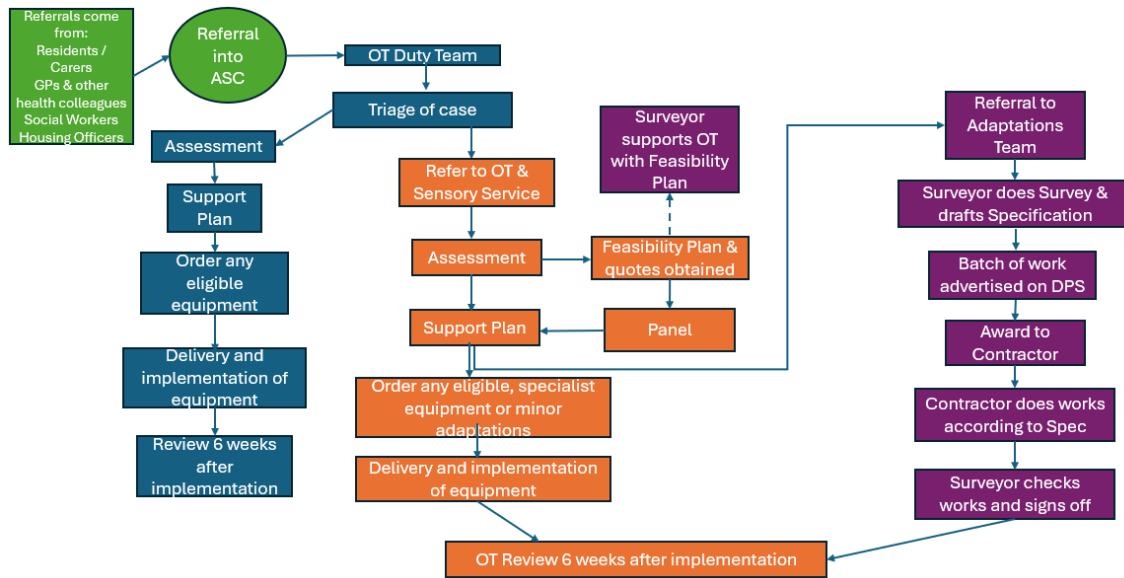 Referrals come
from:
Residents /
Carers
GPs & other
health colleagues
Social Workers
Housing Officers
Referral
into
ASC
OT Duty Team
Triage of case
Assessment
Support
Plan
Order any
eligible
equipment
Delivery and
implementation of
equipment
Review 6 weeks
after
implementation
Refer to OT &
Sensory Service
Assessment
Support Plan
Order any eligible, specialist
equipment or minor
adaptations
Delivery and implementation
of equipment
OT Review 6 weeks after implementation
Surveyor
supports OT
with Feasibility
Plan
Feasibility Plan &
quotes obtained
Panel
Referral to
Adaptations
Team
Surveyor does Survey &
drafts Specification
Batch of work
advertised on DPS
Award to
Contractor
Contractor does works
according to Spec
Surveyor checks
works and signs off